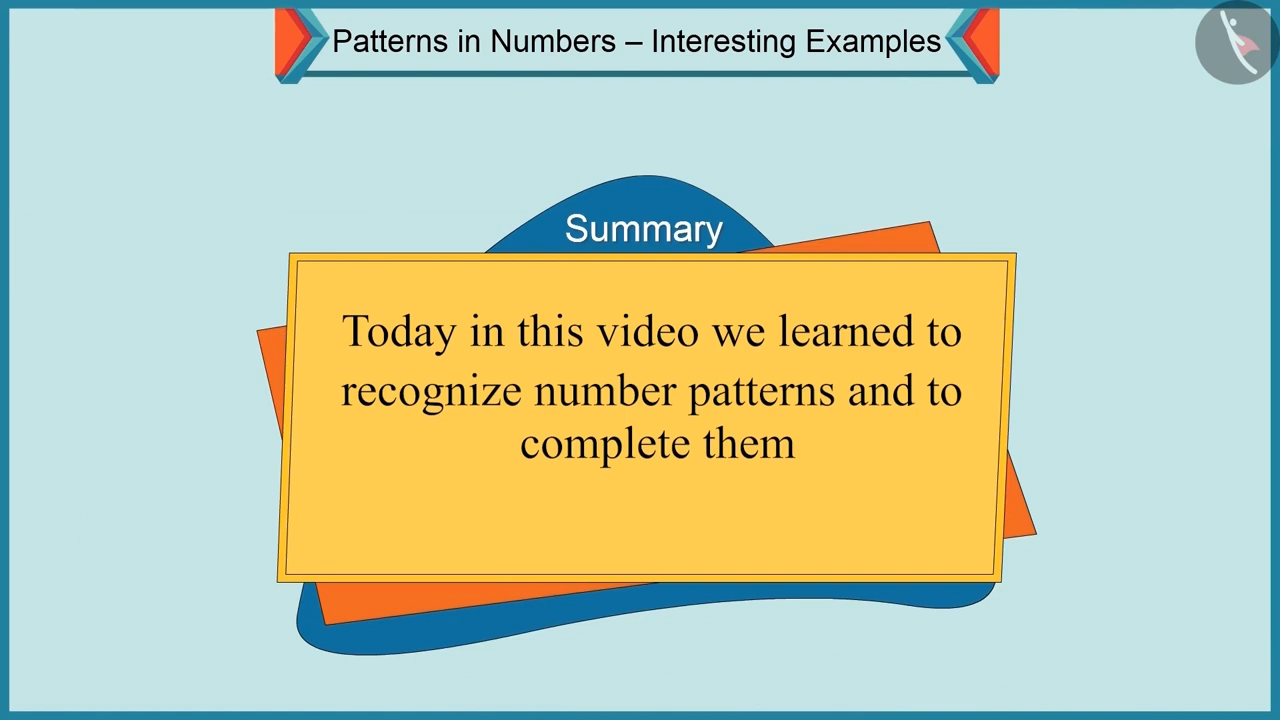 Patterns in Numbers – Interesting Examples
Summary
Today in this video we learned to
recognize number patterns and to
complete them